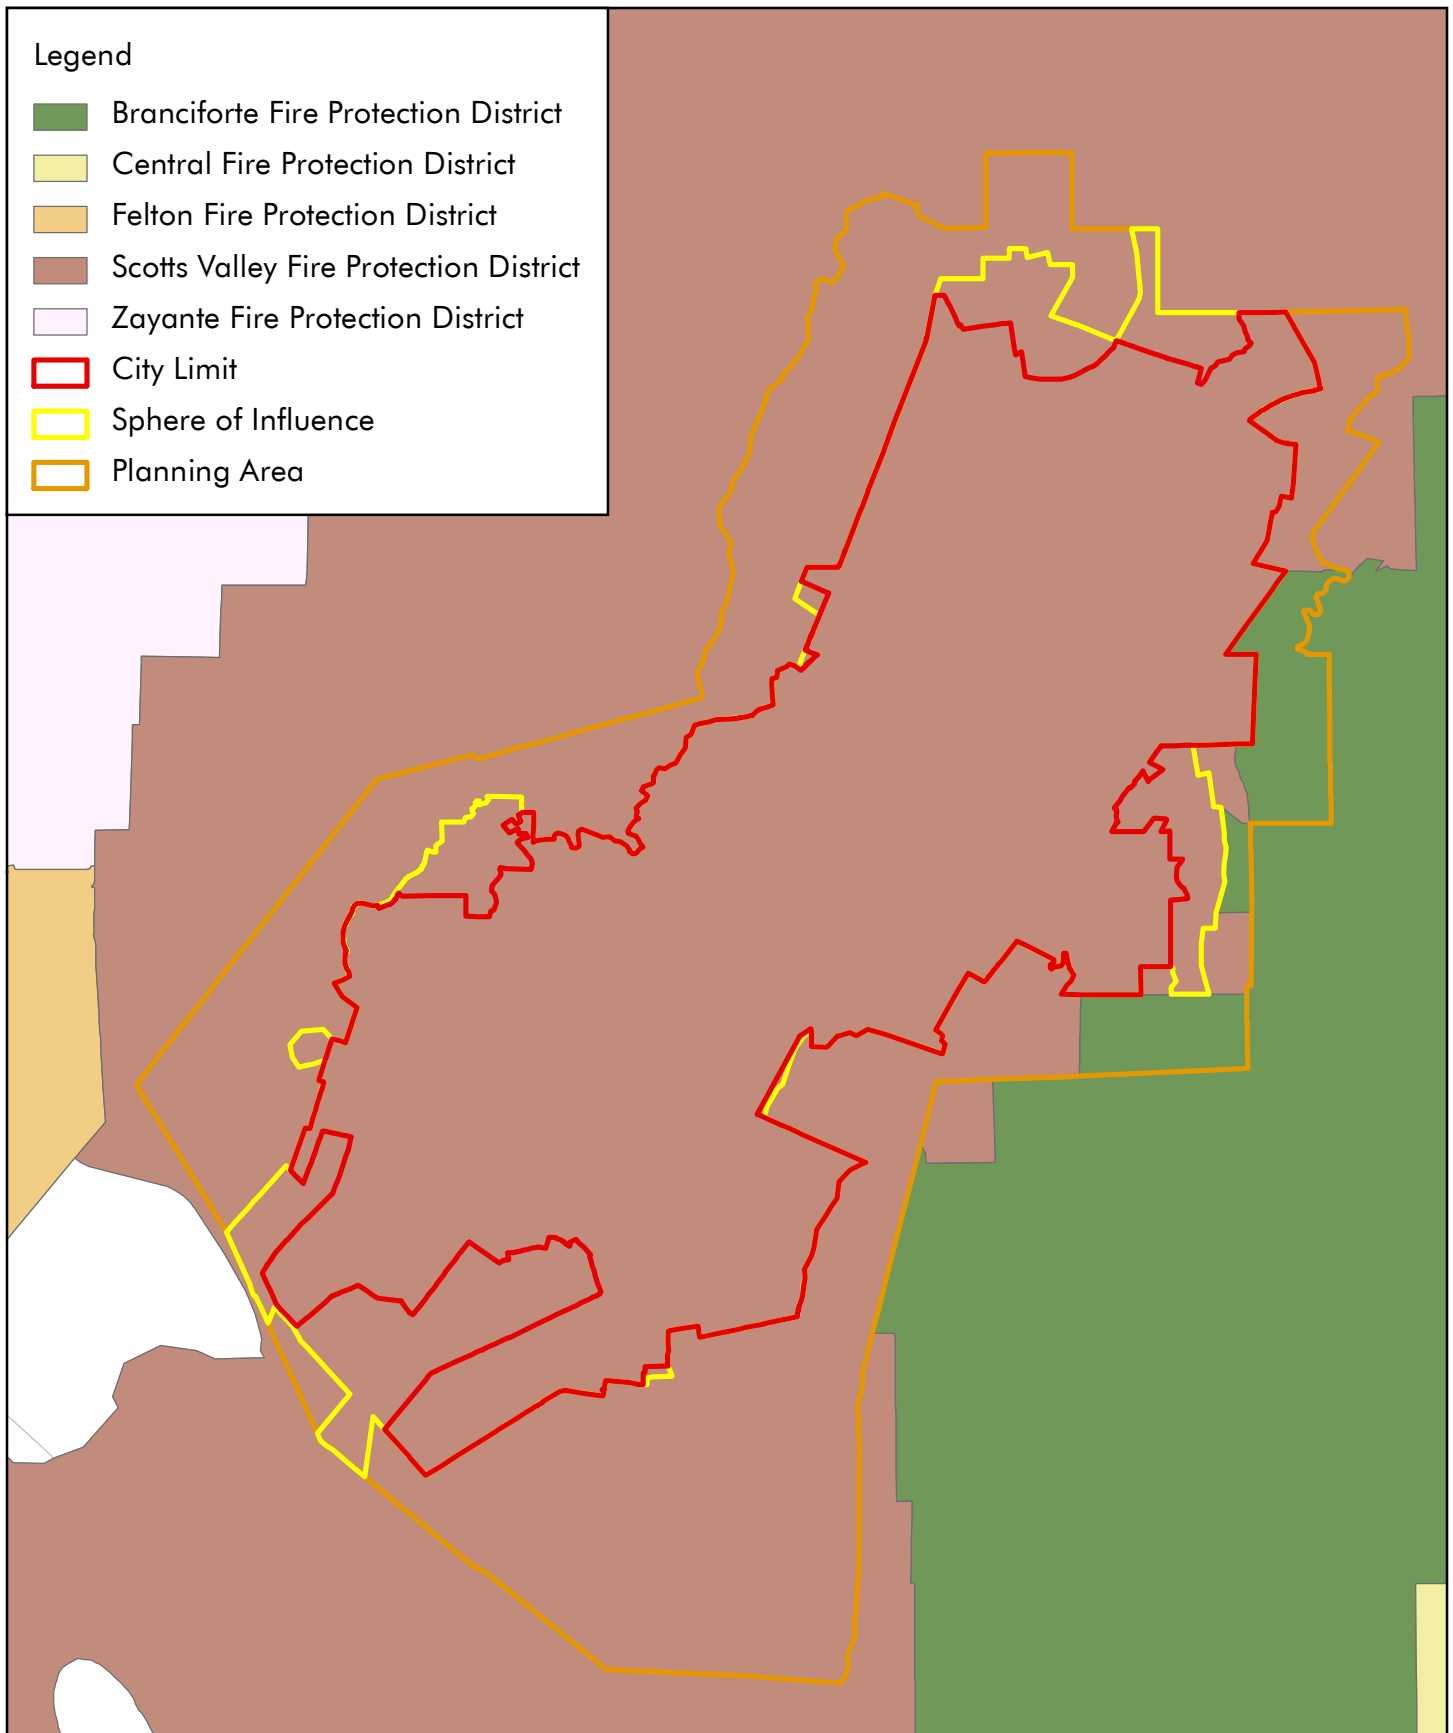 Legend
Branciforte Fire Protection District
Central Fire Protection District
Felton Fire Protection District
Scotts Valley Fire Protection District
Zayante Fire Protection District
City Limit
Sphere of Influence
Planning Area